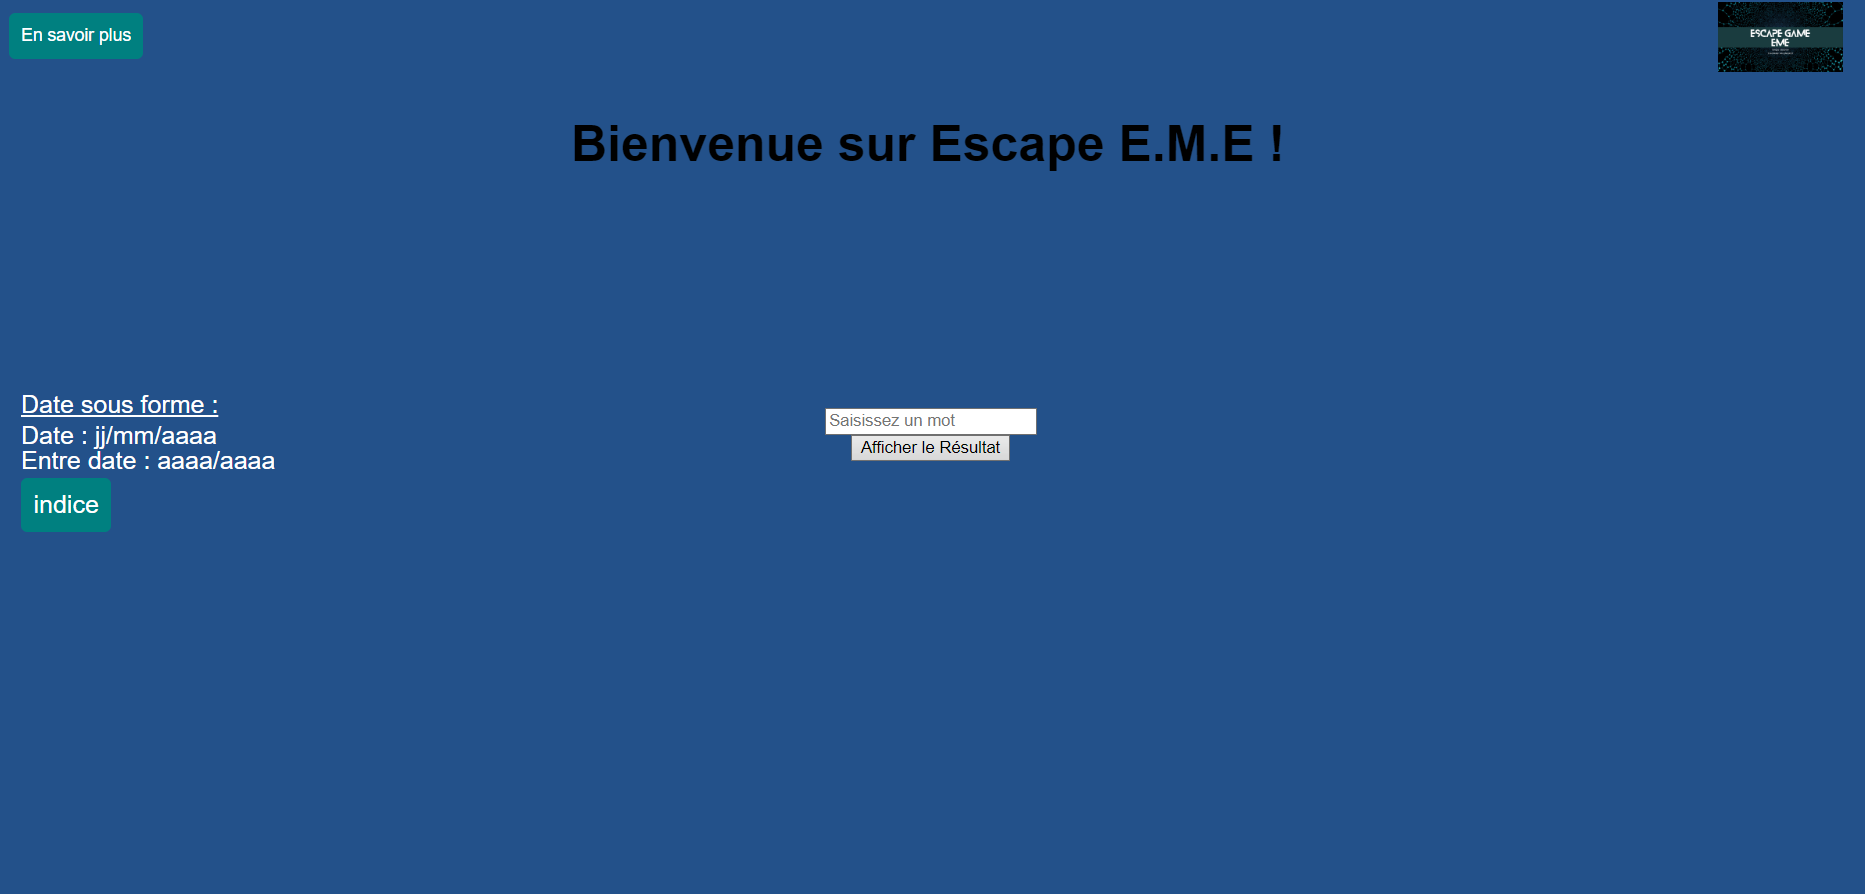 En savoir plus
ESCAPE GAME
EME
Bienvenue sur Escape E.M.E !
Date sous forme :
Date : jj/mm/aaaa
Entre date : aaaa/aaaa
indice
Saisissez un mot
Afficher le Résultat